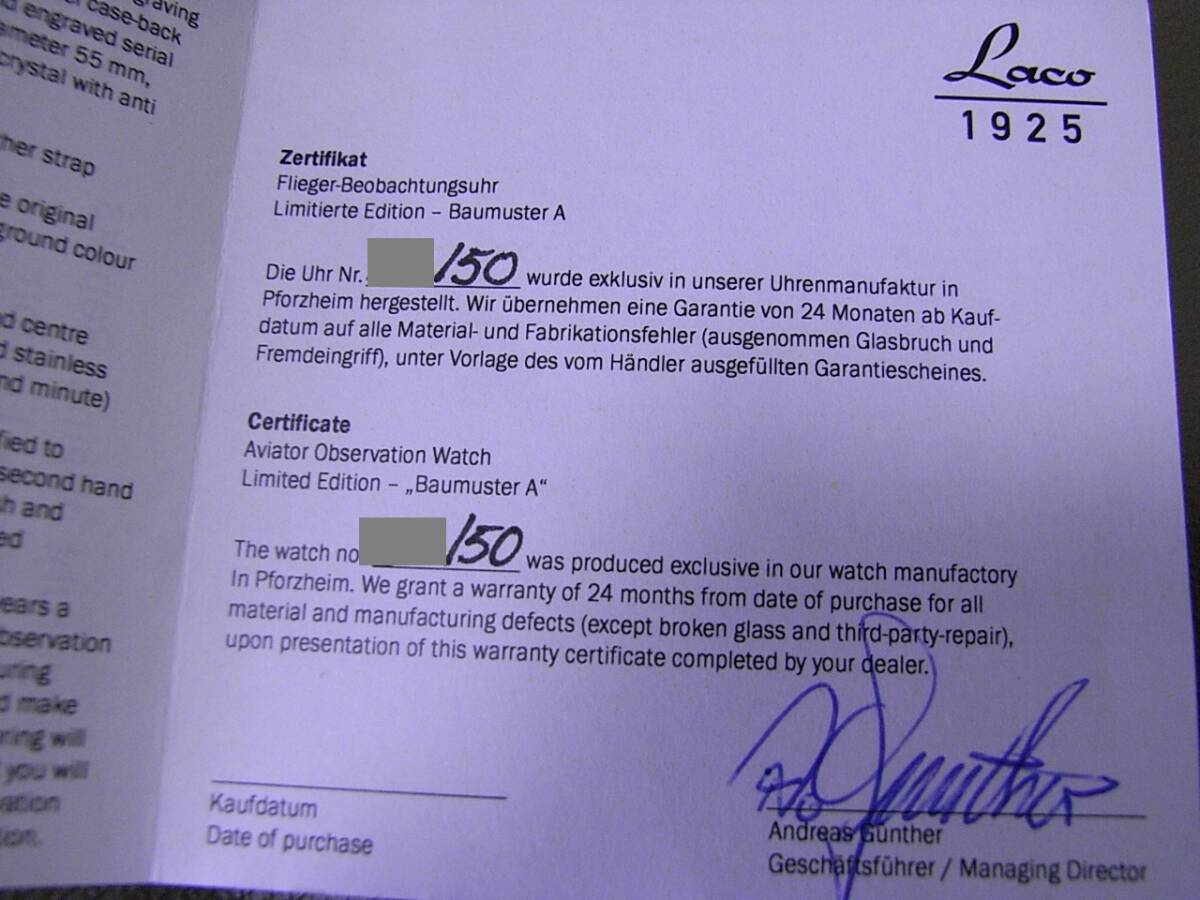 aving
case-back
engraved serial
ameter 55 mm,
crystal with anti
her strap
e original
ground colour
d centre
d stainless
nd minute)
fied to
second hand
h and
ed
ears a
bservation
uring
d make
ring will
you will
vation
tion.
Laco
1925
Zertifikat
Flieger-Beobachtungsuhr
Limitierte Edition – Baumuster A
Die Uhr Nr. /50 wurde exklusiv in unserer Uhrenmanufaktur in
Pforzheim hergestellt. Wir übernehmen eine Garantie von 24 Monaten ab Kauf-
datum auf alle Material- und Fabrikationsfehler (ausgenommen Glasbruch und
Fremdeingriff), unter Vorlage des vom Händler ausgefüllten Garantiescheines.
Certificate
Aviator Observation Watch
Limited Edition – „Baumuster A“
The watch no /50 was produced exclusive in our watch manufactory
In Pforzheim. We grant a warranty of 24 months from date of purchase for all
material and manufacturing defects (except broken glass and third-party-repair),
upon presentation of this warranty certificate completed by your dealer.
Kaufdatum
Date of purchase
Andreas Günther
Geschäftsführer / Managing Director